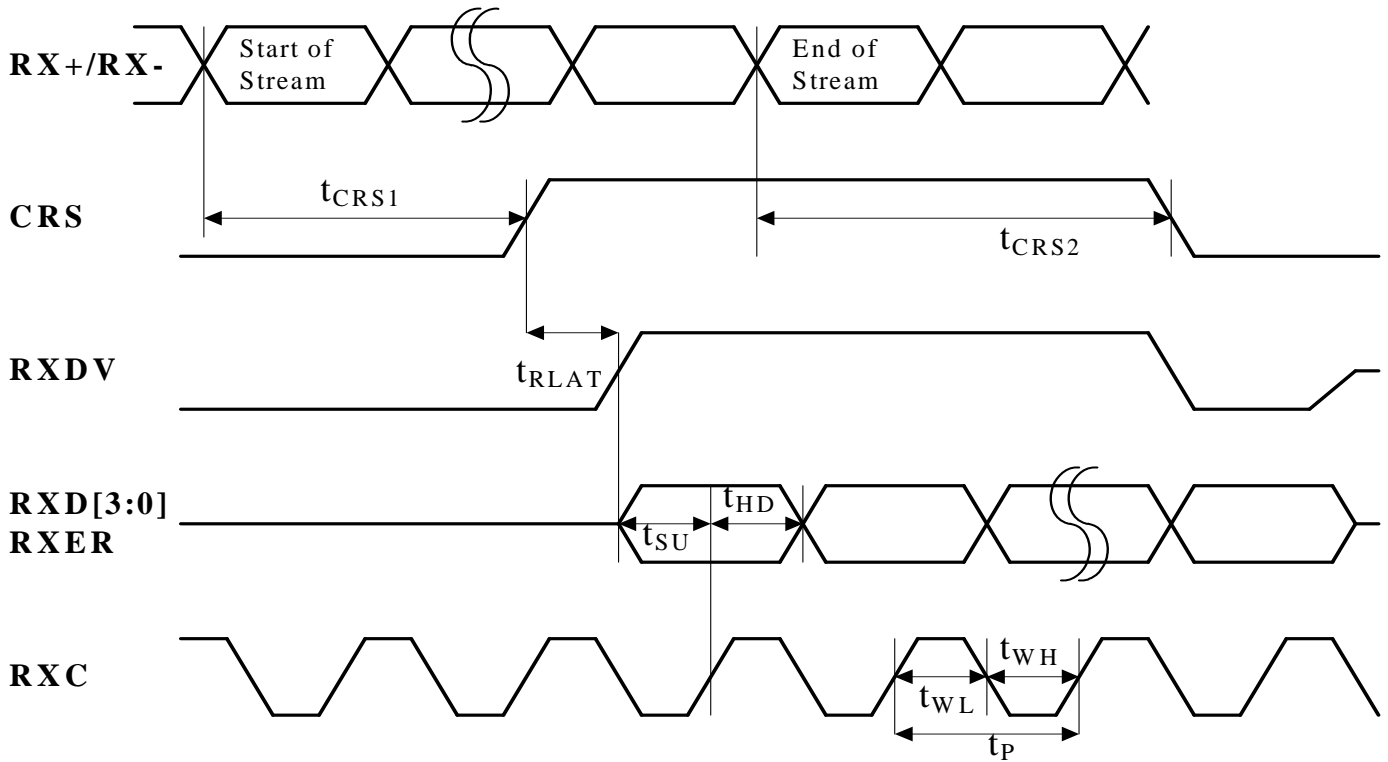 RX+/RX-
Start of
Stream
End of
Stream
CRS
tCRS1
tCRS2
RXDV
tRLAT
RXD[3:0]
RXER
tSU
tHD
RXC
tWL
tWH
tP